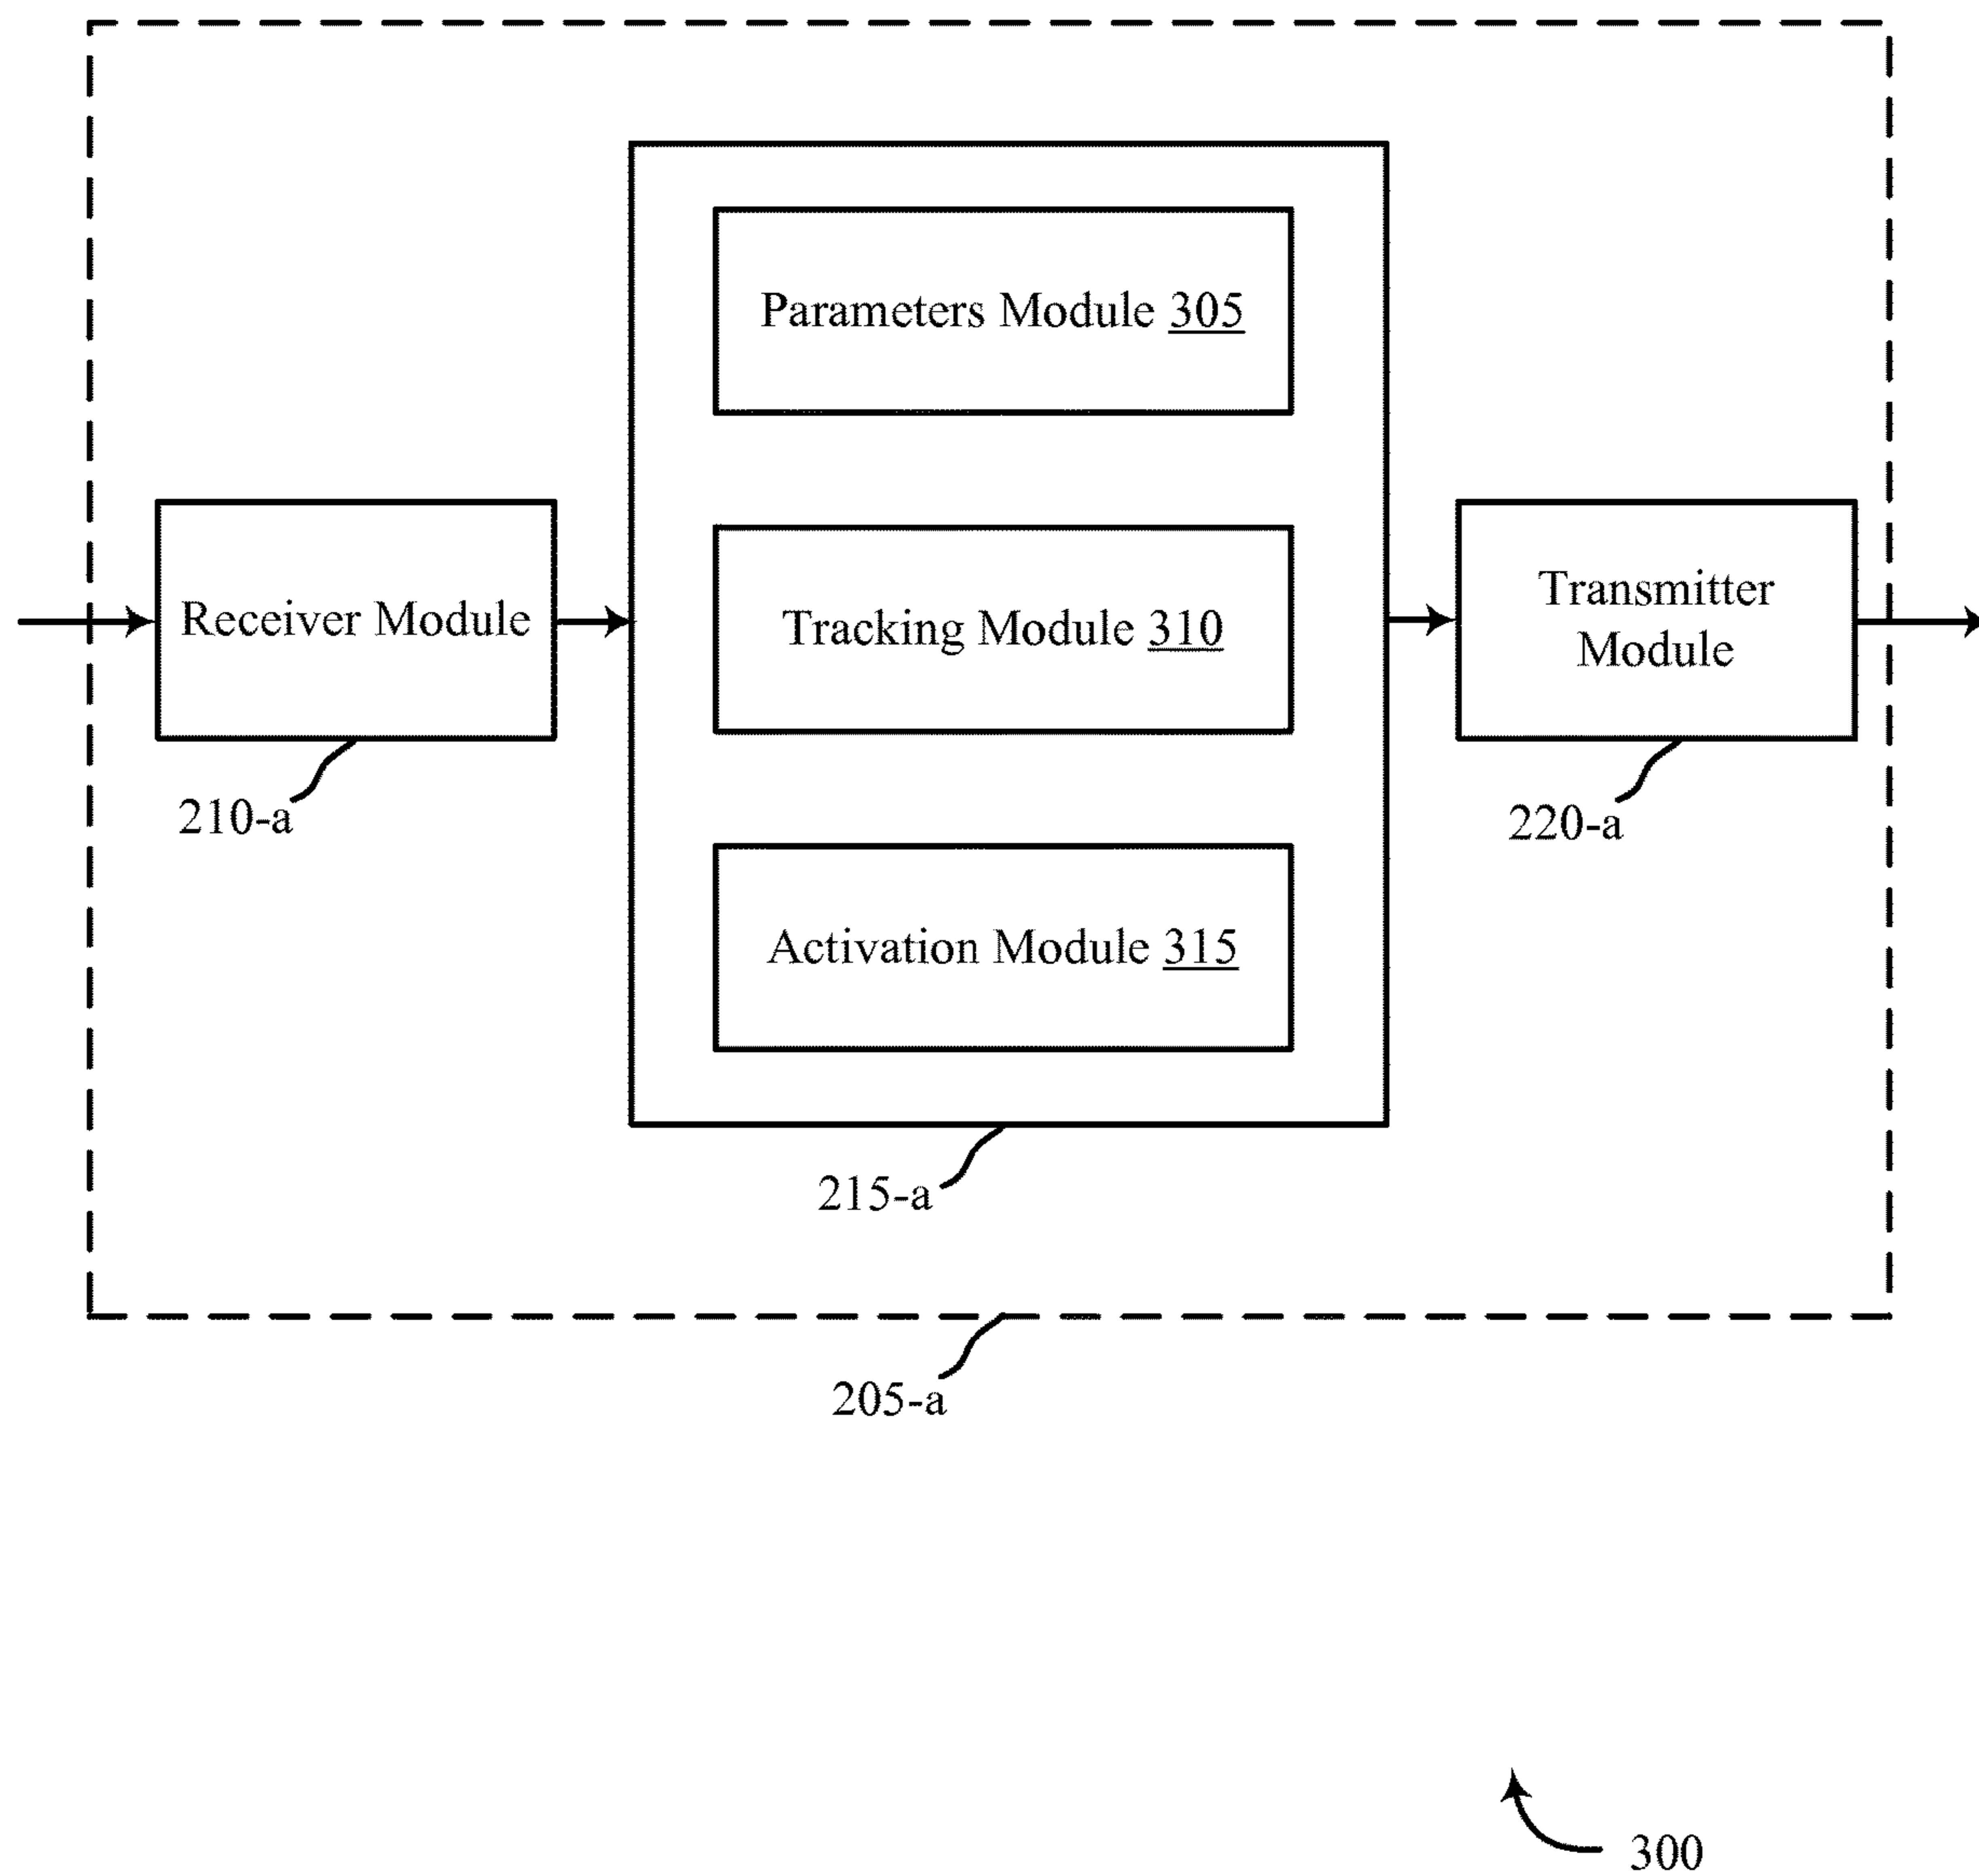 Parameters Module 305
Receiver Module
Tracking Module 310
Transmitter
Module
210-a
220-a
Activation Module 315
215-a
205-a
300